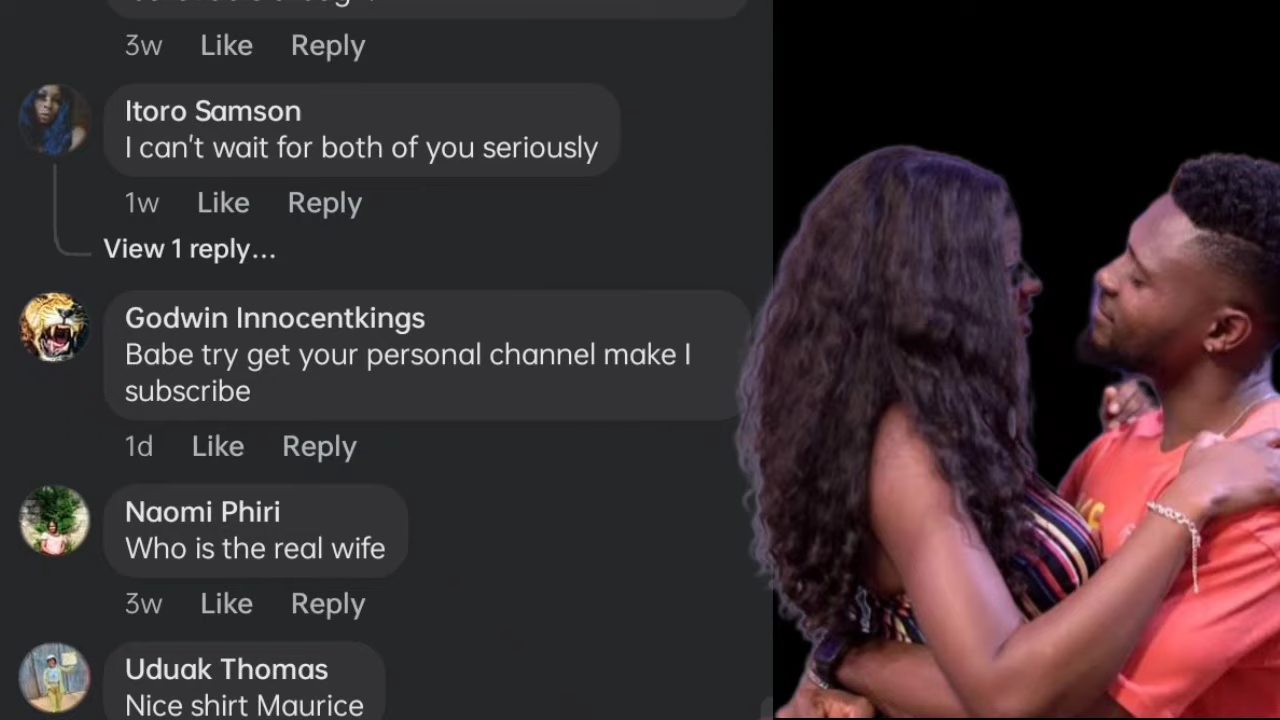 3w Like Reply
Itoro Samson
I can't wait for both of you seriously
1w Like Reply
View 1 reply...
Godwin Innocentkings
Babe try get your personal channel make I
subscribe
1d Like Reply
Naomi Phiri
Who is the real wife
3w Like Reply
Uduak Thomas
Nice shirt Maurice